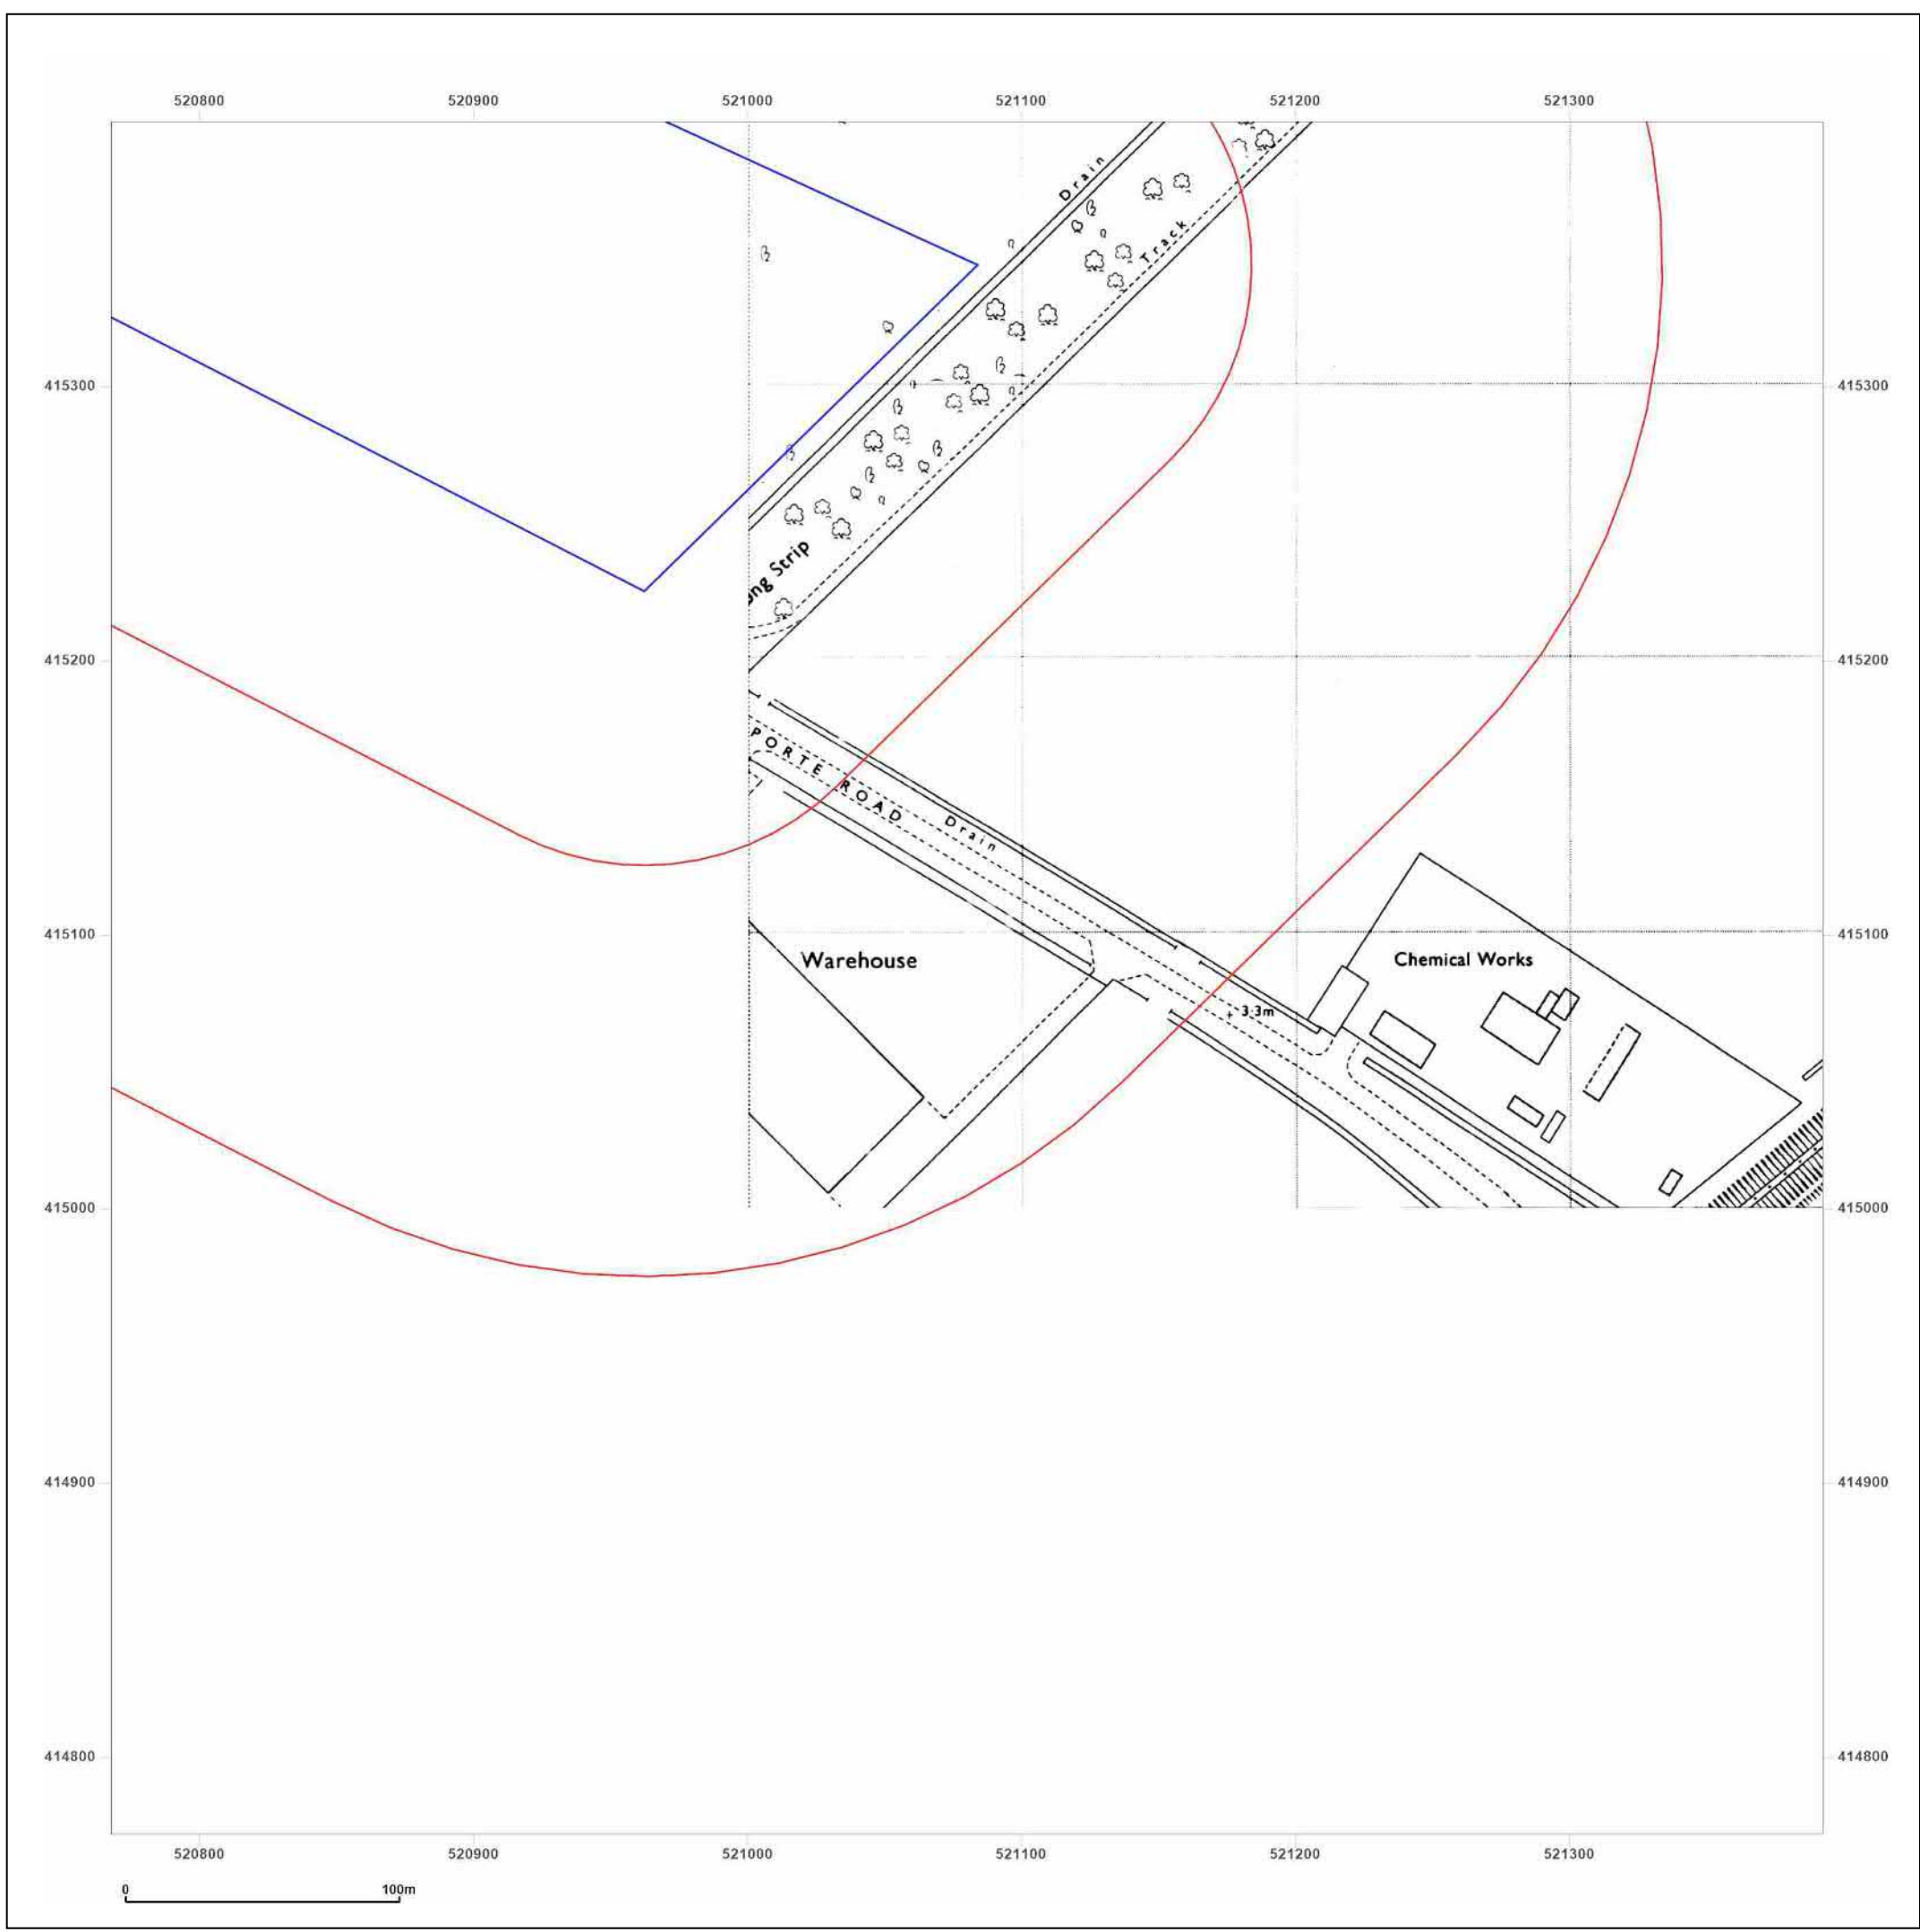 520800 520900 521000 521100 521200 521300
Drain
Track
415300 415300
ong Strip
415200 415200
PORTE ROAD
Drain
415100 415100
Warehouse
Chemical Works
3·3m
415000 415000
414900 414900
414800 414800
520800 520900 521000 521100 521200 521300
0 100m